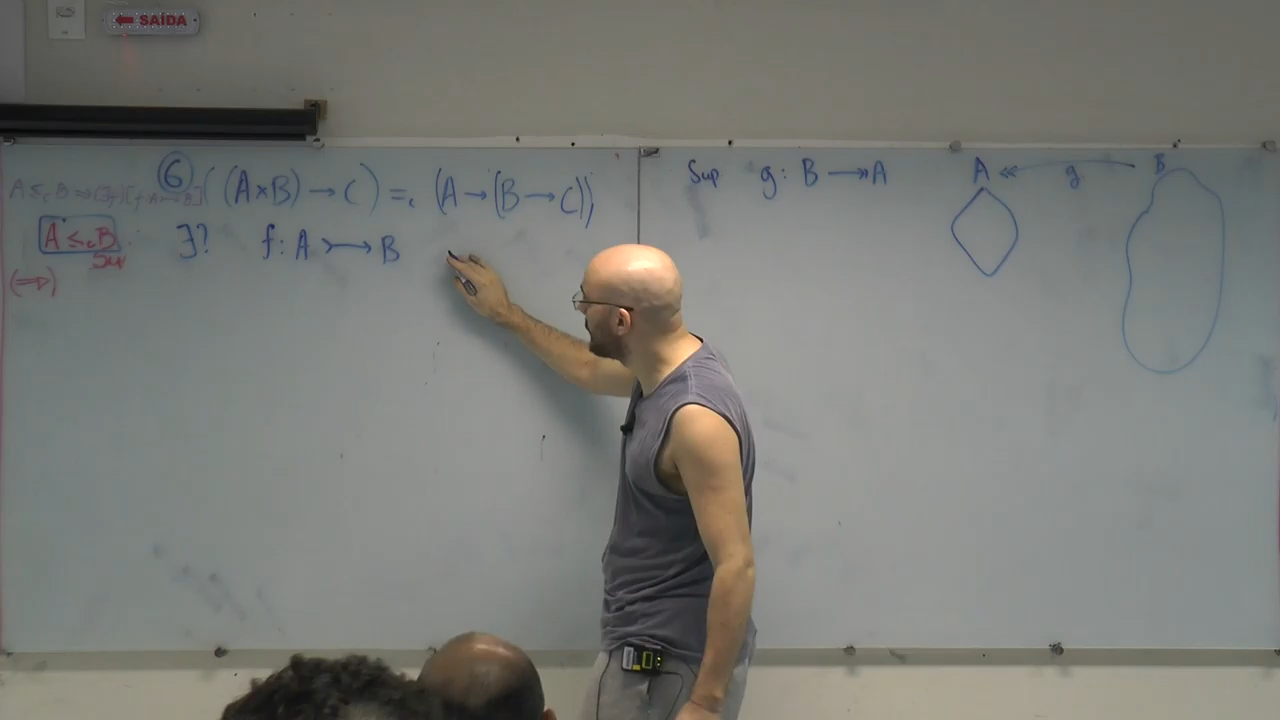 ← SAÍDA
⑥ ((A×B) → C) =c (A → (B → C))
A ≤c B ⇒ (∃f)[f: A ↣ B]
A ≤c B
∃? f: A ↣ B
(⇒)
Sup g: B ↠ A
A ↞ g B